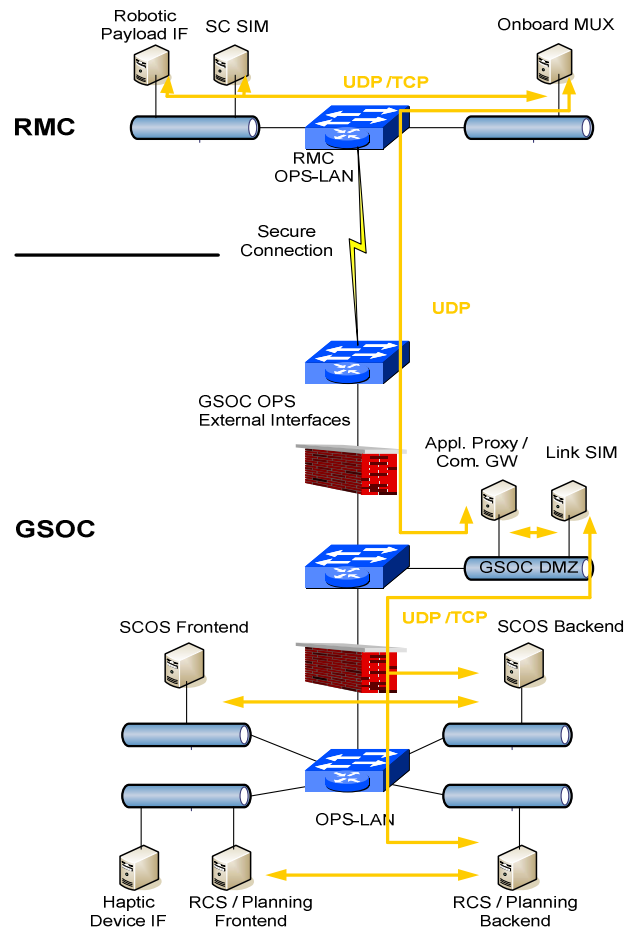 Robotic
Payload IF
SC SIM
Onboard MUX
UDP /TCP
RMC
RMC
OPS-LAN
Secure
Connection
UDP
GSOC OPS
External Interfaces
Appl. Proxy /
Com. GW
Link SIM
GSOC
GSOC DMZ
UDP /TCP
SCOS Frontend
SCOS Backend
OPS-LAN
Haptic
Device IF
RCS / Planning
Frontend
RCS / Planning
Backend